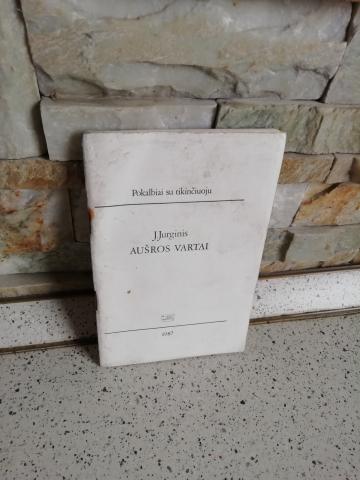 Pokalbiai su tikinčiuoju
J.Jurginis
AUŠROS VARTAI
1987